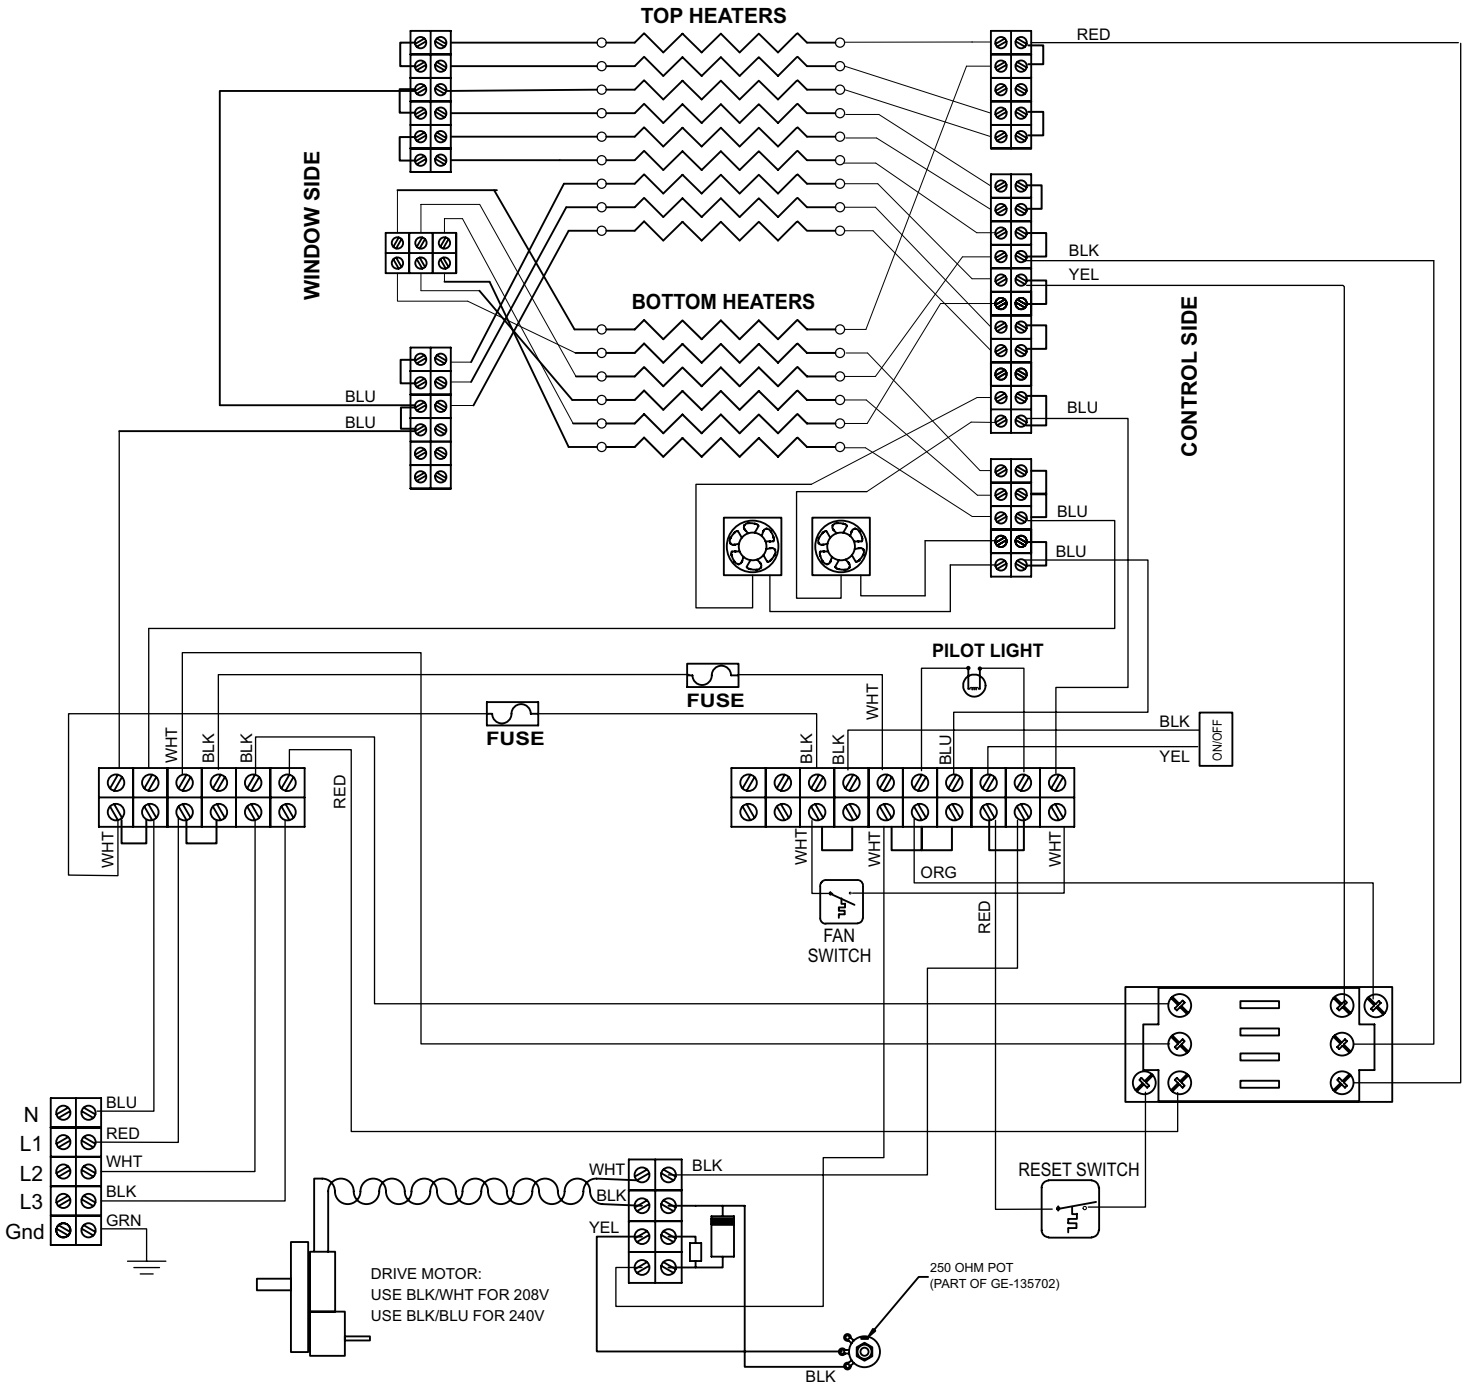 TOP HEATERS
RED
WINDOW SIDE
BLK
YEL
BOTTOM HEATERS
CONTROL SIDE
BLU
BLU
BLU
BLU
BLU
PILOT LIGHT
FUSE
FUSE
WHT
BLK
BLK
RED
BLK
BLK
WHT
BLU
BLK
YEL
ON/OFF
WHT
WHT
WHT
WHT
ORG
RED
FAN
SWITCH
N
BLU
L1
RED
L2
WHT
L3
BLK
Gnd
GRN
WHT
BLK
BLK
YEL
RESET SWITCH
DRIVE MOTOR:
USE BLK/WHT FOR 208V
USE BLK/BLU FOR 240V
250 OHM POT
(PART OF GE-135702)
BLK